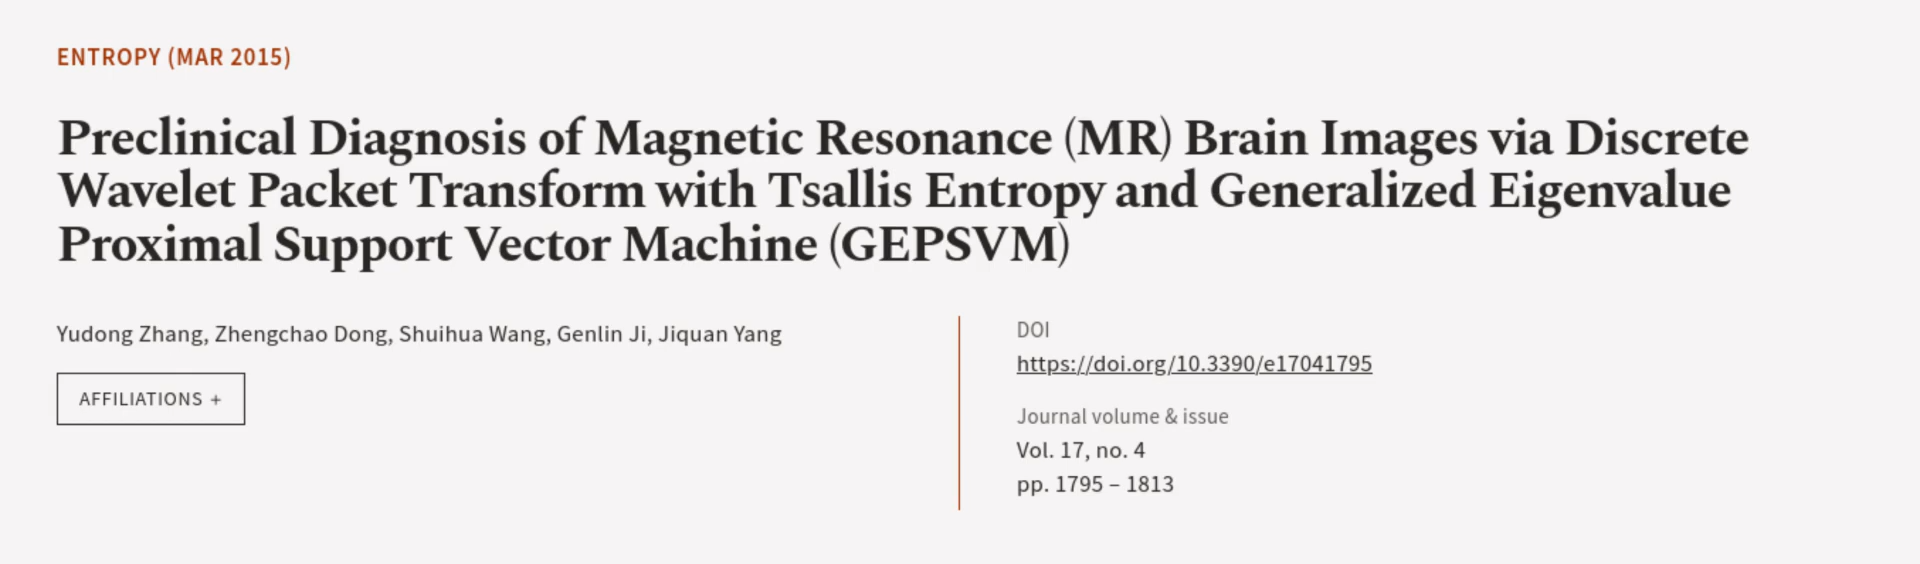 ENTROPY (MAR 2015)
Preclinical Diagnosis of Magnetic Resonance (MR) Brain Images via Discrete
Wavelet Packet Transform with Tsallis Entropy and Generalized Eigenvalue
Proximal Support Vector Machine (GEPSVM)
Yudong Zhang, Zhengchao Dong, Shuihua Wang, Genlin Ji, Jiquan Yang
AFFILIATIONS +
DOI
https://doi.org/10.3390/e17041795
Journal volume & issue
Vol. 17, no. 4
pp. 1795 – 1813